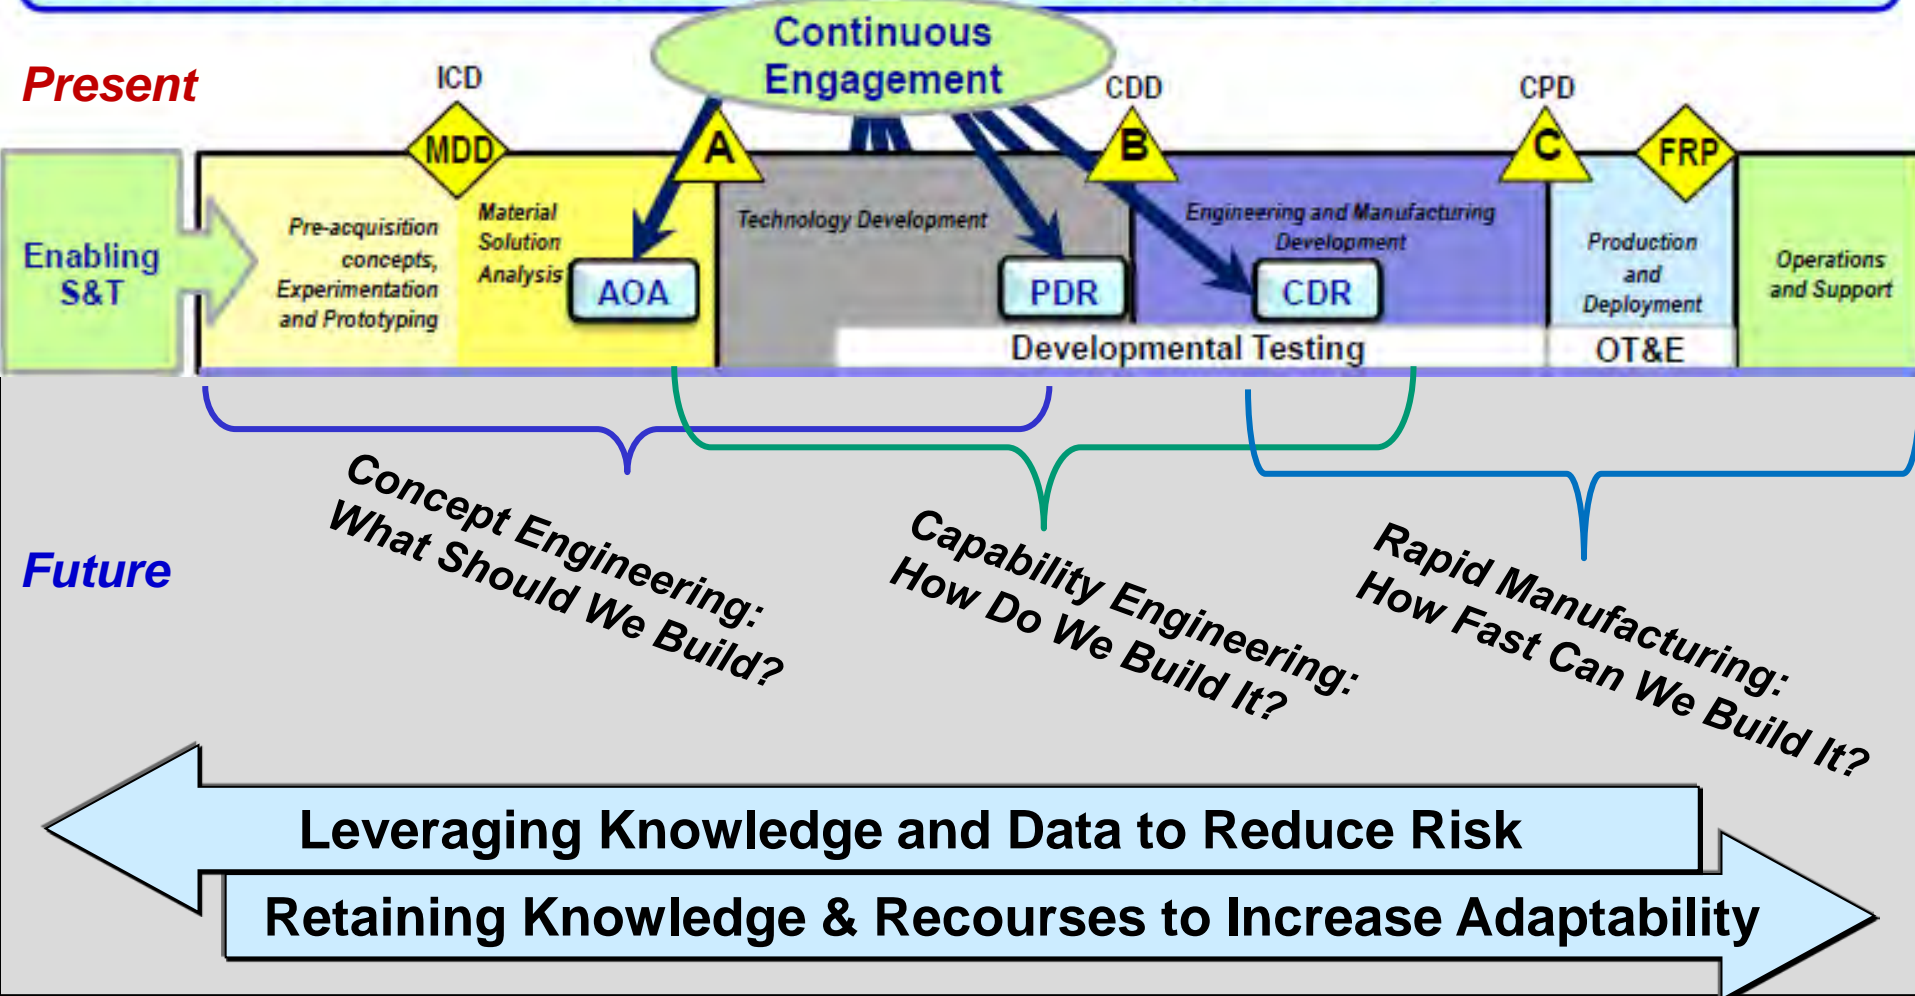 Continuous
Engagement
Present
ICD
CDD
CPD
MDD
A
B
C
FRP
Enabling
S&T
Pre-acquisition
concepts,
Experimentation
and Prototyping
Material
Solution
Analysis
AOA
Technology Development
PDR
Engineering and Manufacturing
Development
CDR
Production
and
Deployment
Operations
and Support
Developmental Testing
OT&E
Future
Concept Engineering:
What Should We Build?
Capability Engineering:
How Do We Build It?
Rapid Manufacturing:
How Fast Can We Build It?
Leveraging Knowledge and Data to Reduce Risk
Retaining Knowledge & Recourses to Increase Adaptability